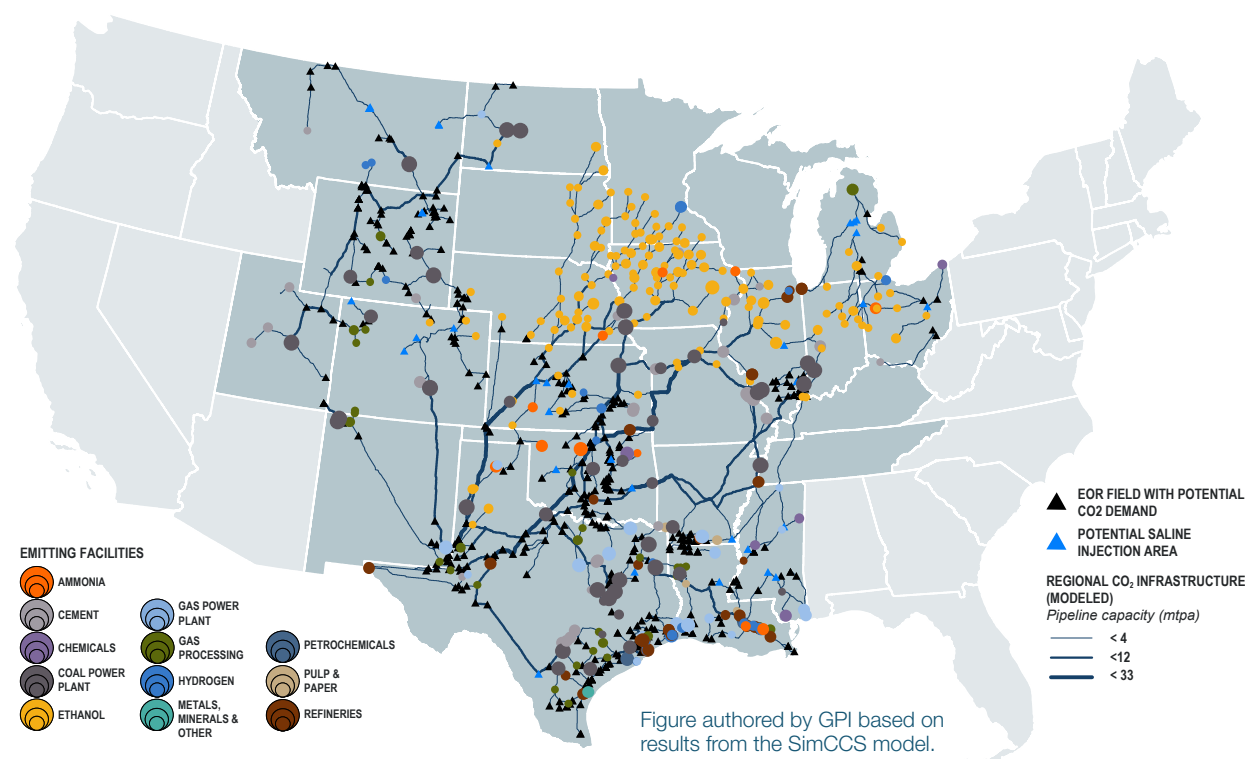 EOR FIELD WITH POTENTIAL
CO2 DEMAND
POTENTIAL SALINE
INJECTION AREA
REGIONAL CO₂ INFRASTRUCTURE
(MODELED)
Pipeline capacity (mtpa)
< 4
<12
< 33
EMITTING FACILITIES
AMMONIA
CEMENT
CHEMICALS
COAL POWER
PLANT
ETHANOL
GAS POWER
PLANT
GAS
PROCESSING
HYDROGEN
METALS,
MINERALS &
OTHER
PETROCHEMICALS
PULP &
PAPER
REFINERIES
Figure authored by GPI based on
results from the SimCCS model.